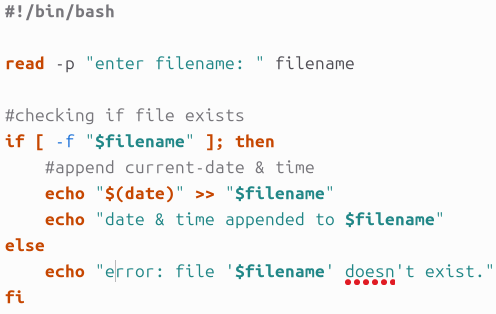 #!/bin/bash
read -p "enter filename: " filename
#checking if file exists
if [ -f "$filename" ]; then
#append current-date & time
echo "$(date)" >> "$filename"
echo "date & time appended to $filename"
else
echo "error: file '$filename' doesn't exist."
fi